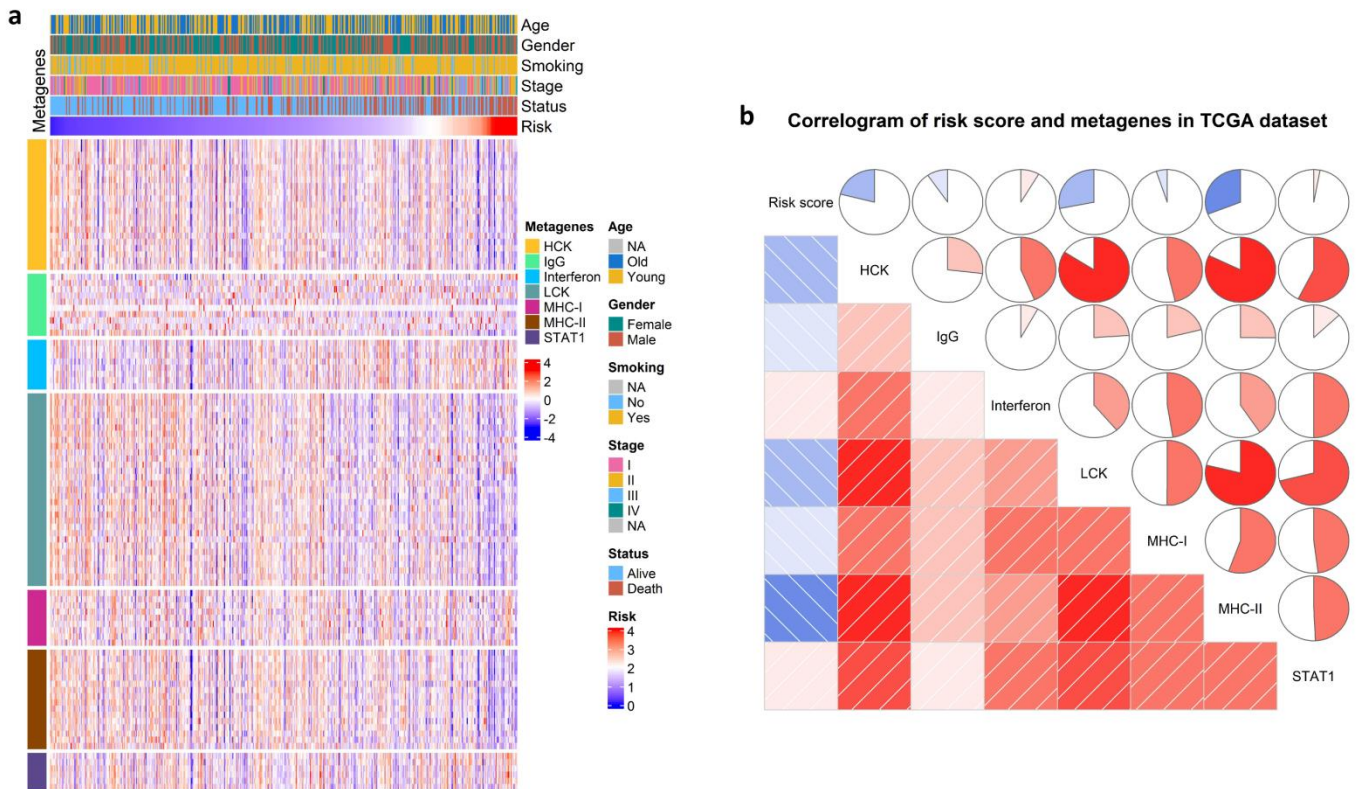 a
Metagenes
Age
Gender
Smoking
Stage
Status
Risk
Metagenes
HCK
IgG
Interferon
LCK
MHC-I
MHC-II
STAT1
4
2
0
-2
-4
Age
NA
Old
Young
Gender
Female
Male
Smoking
NA
No
Yes
Stage
I
II
III
IV
NA
Status
Alive
Death
Risk
4
3
2
1
0
b
Correlogram of risk score and metagenes in TCGA dataset
Risk score
HCK
IgG
Interferon
LCK
MHC-I
MHC-II
STAT1